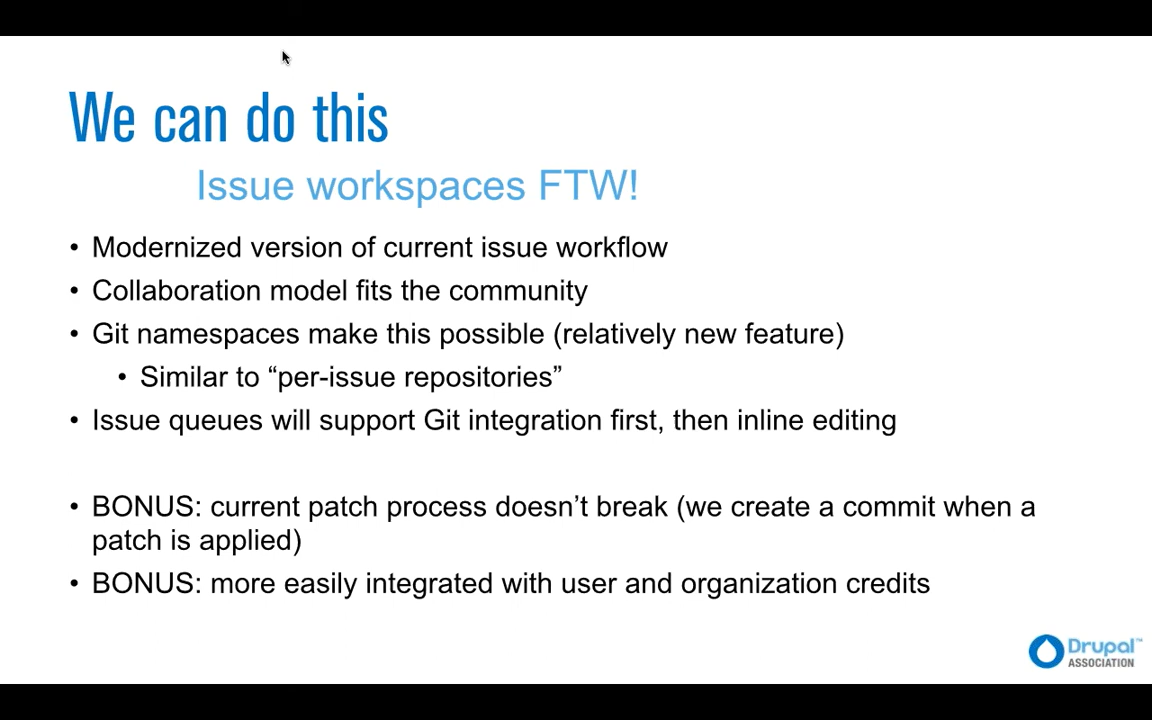 We can do this
Issue workspaces FTW!
• Modernized version of current issue workflow
• Collaboration model fits the community
• Git namespaces make this possible (relatively new feature)
• Similar to “per-issue repositories”
• Issue queues will support Git integration first, then inline editing
• BONUS: current patch process doesn’t break (we create a commit when a
patch is applied)
• BONUS: more easily integrated with user and organization credits
Drupal™
ASSOCIATION